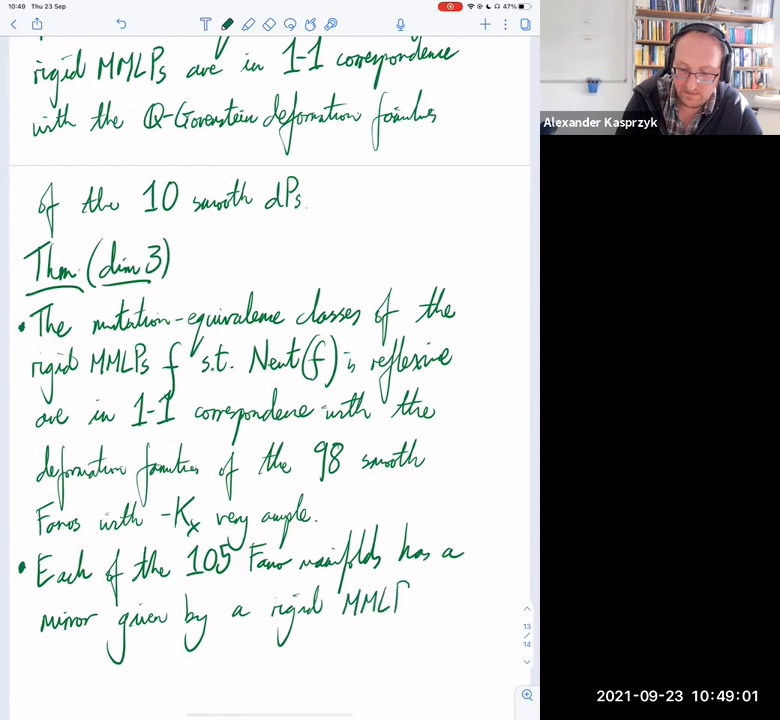 10:49 Thu 23 Sep
47%
T
rigid MMLPs are in 1-1 correspondence
with the Q-Gorenstein deformation families
of the 10 smooth dPs.
Thm (dim 3)
• The mutation-equivalence classes of the
rigid MMLPs f s.t. Newt(f) is reflexive
are in 1-1 correspondence with the
deformation families of the 98 smooth
Fanos with -Kx very ample.
• Each of the 105 Fano manifolds has a
mirror given by a rigid MMLP
13
/
14
Alexander Kasprzyk
2021-09-23 10:49:01